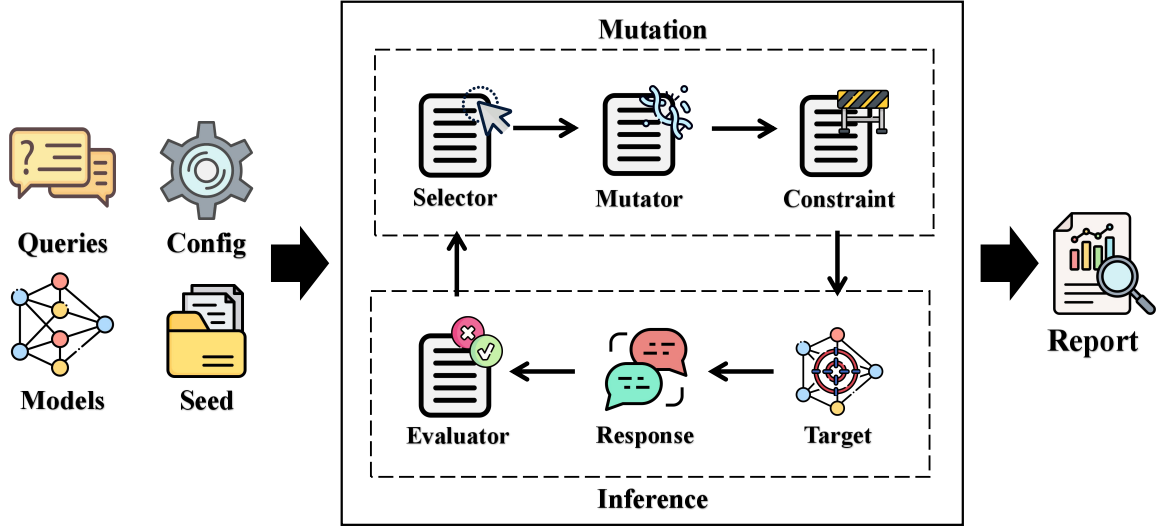 Mutation
Selector
Mutator
Constraint
?
Queries
Config
Models
Seed
Evaluator
Response
Target
Inference
Report